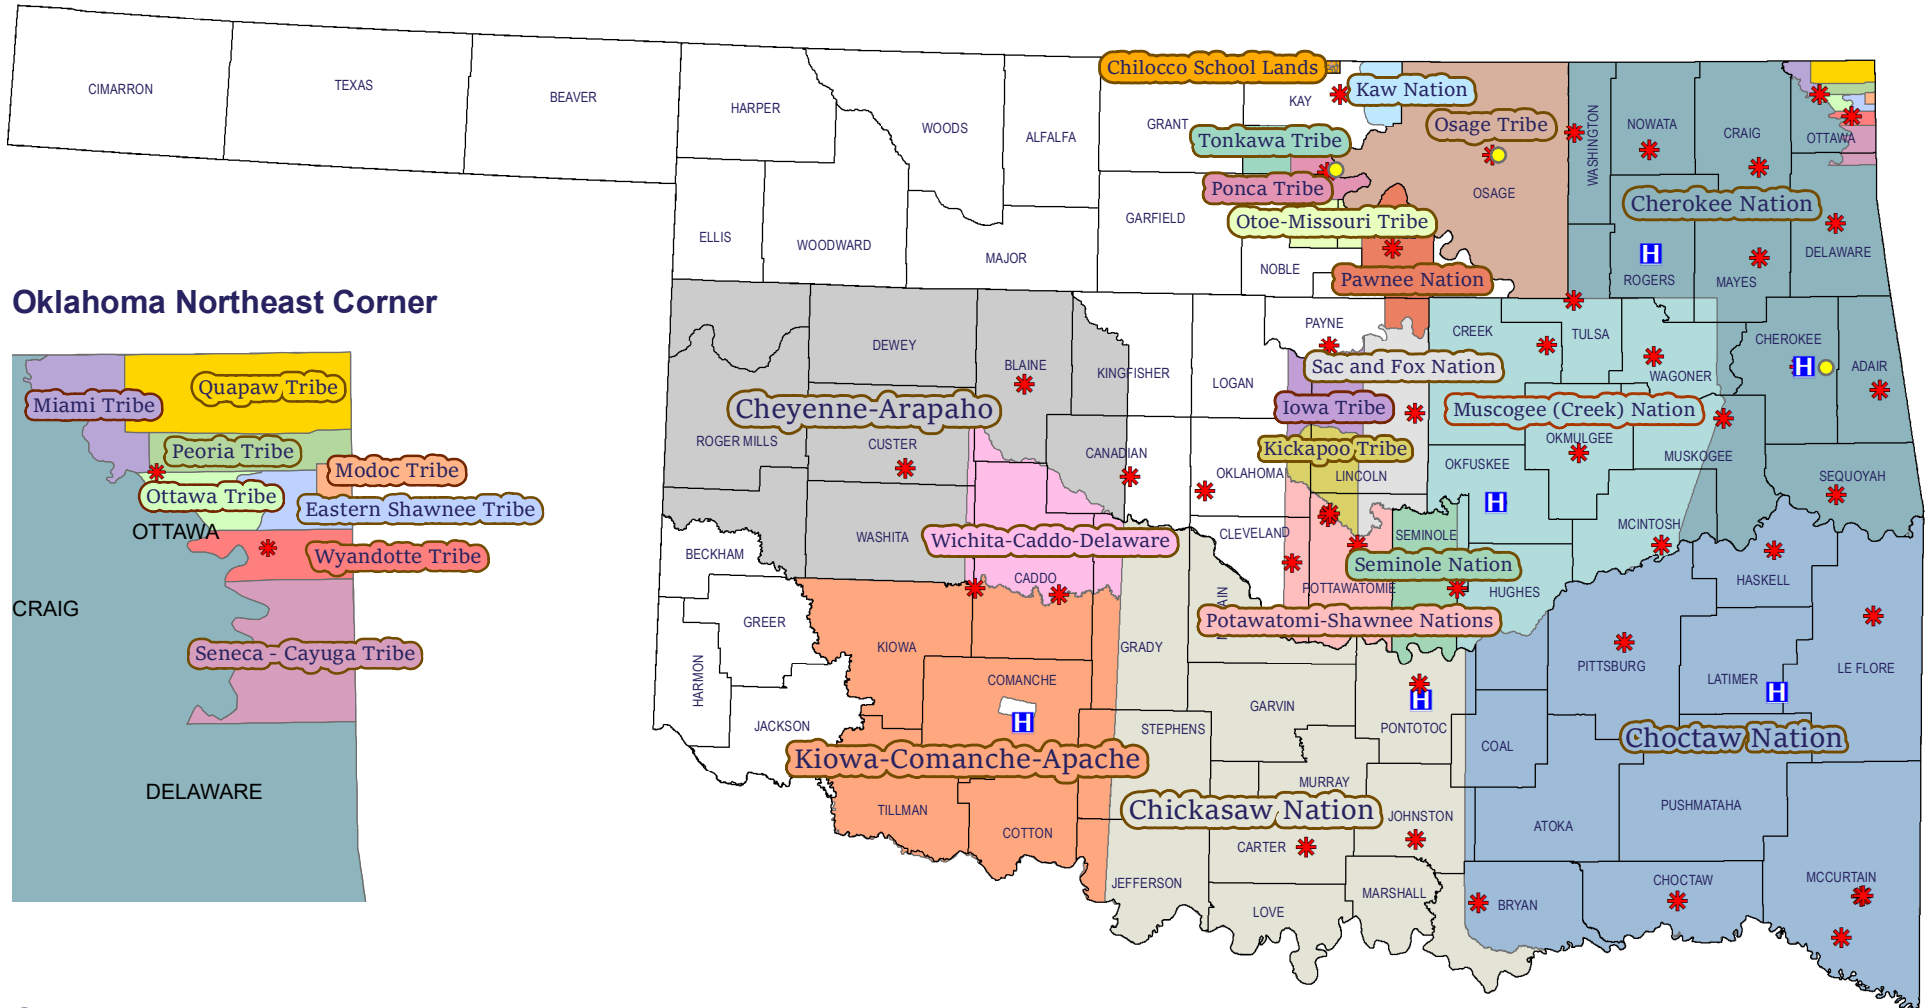 CIMARRON
TEXAS
BEAVER
HARPER
WOODS
ALFALFA
GRANT
KAY
Chilocco School Lands
Kaw Nation
Tonkawa Tribe
Osage Tribe
Ponca Tribe
Otoe-Missouri Tribe
Pawnee Nation
OSAGE
WASHINGTON
NOWATA
CRAIG
OTTAWA
Cherokee Nation
ELLIS
WOODWARD
MAJOR
GARFIELD
NOBLE
ROGERS
H
MAYES
DELAWARE
Oklahoma Northeast Corner
Miami Tribe
Quapaw Tribe
Peoria Tribe
Modoc Tribe
Ottawa Tribe
Eastern Shawnee Tribe
OTTAWA
Wyandotte Tribe
CRAIG
Seneca - Cayuga Tribe
DELAWARE
DEWEY
BLAINE
KINGFISHER
LOGAN
PAYNE
CREEK
TULSA
WAGONER
CHEROKEE
H
ADAIR
Sac and Fox Nation
Cheyenne-Arapaho
Iowa Tribe
Muscogee (Creek) Nation
ROGER MILLS
CUSTER
CANADIAN
OKLAHOMA
Kickapoo Tribe
LINCOLN
OKMULGEE
OKFUSKEE
H
MUSKOGEE
SEQUOYAH
BECKHAM
WASHITA
Wichita-Caddo-Delaware
CADDO
CLEVELAND
SEMINOLE
Seminole Nation
MCINTOSH
HASKELL
POTTAWATOMIE
HUGHES
Potawatomi-Shawnee Nations
GREER
KIOWA
HARMON
COMANCHE
H
GRADY
GARVIN
H
PONTOTOC
PITTSBURG
LATIMER
H
LE FLORE
JACKSON
Kiowa-Comanche-Apache
STEPHENS
COAL
Choctaw Nation
MURRAY
TILLMAN
COTTON
Chickasaw Nation
JOHNSTON
ATOKA
PUSHMATAHA
CARTER
JEFFERSON
LOVE
MARSHALL
BRYAN
CHOCTAW
MCCURTAIN